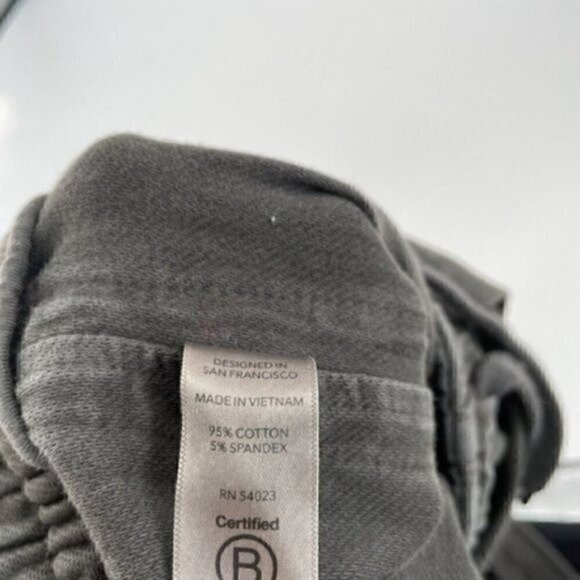 DESIGNED IN
SAN FRANCISCO
MADE IN VIETNAM
95% COTTON
5% SPANDEX
RN 54023
Certified
B